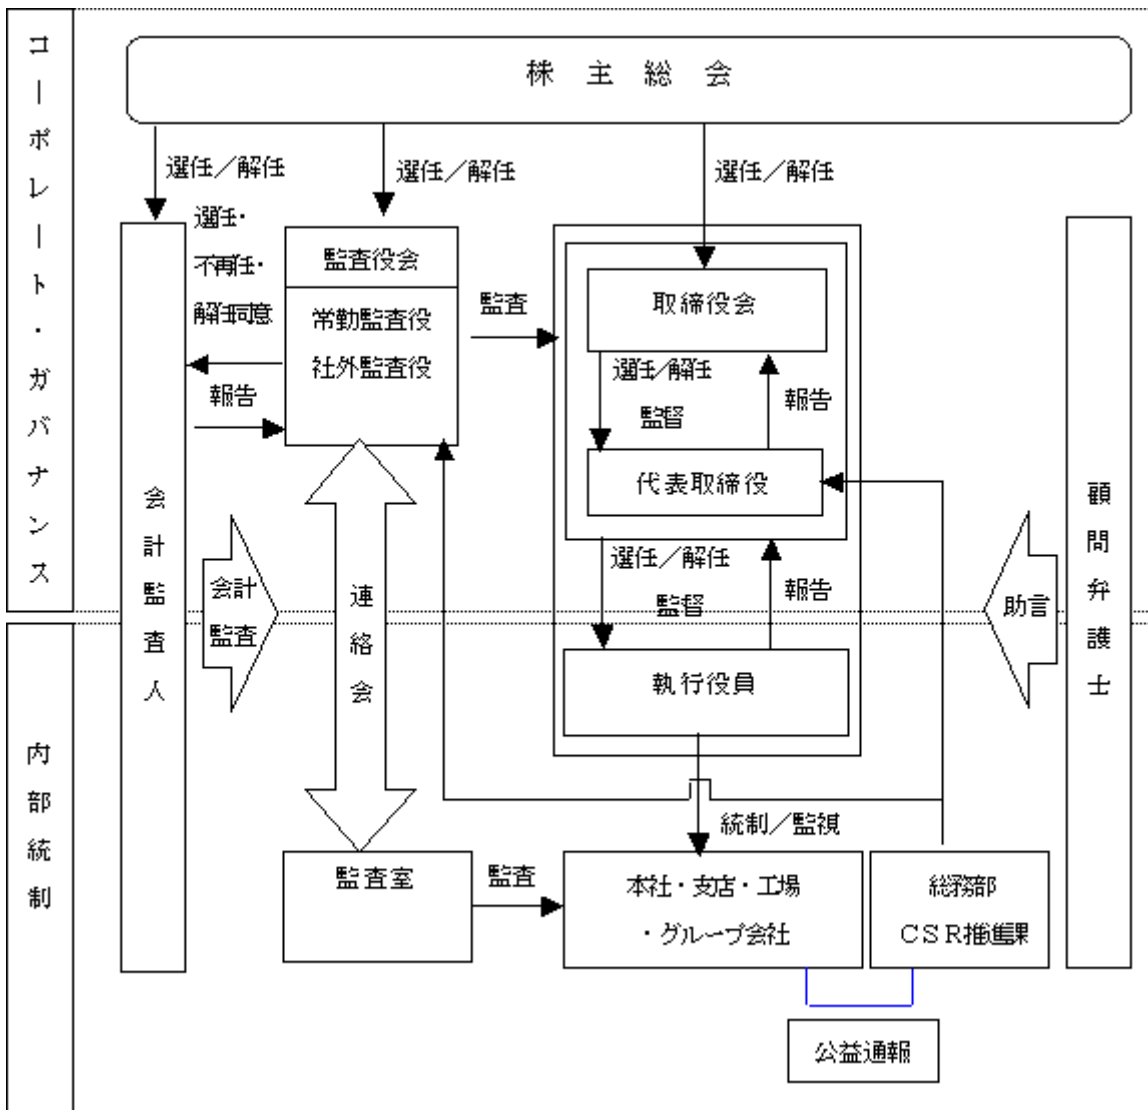 コーポレート・ガバナンス
株主総会
選任／解任
選任／解任
選任／解任
選任・
不再任・
解任同意
報告
監査役会
常勤監査役
社外監査役
監査
取締役会
選任/解任
監督
報告
代表取締役
選任／解任
監督
報告
執行役員
会計監査人
会計
監査
連絡会
助言
顧問弁護士
内部統制
統制／監視
監査室
監査
本社・支店・工場
・グループ会社
総務部
ＣＳＲ推進課
公益通報